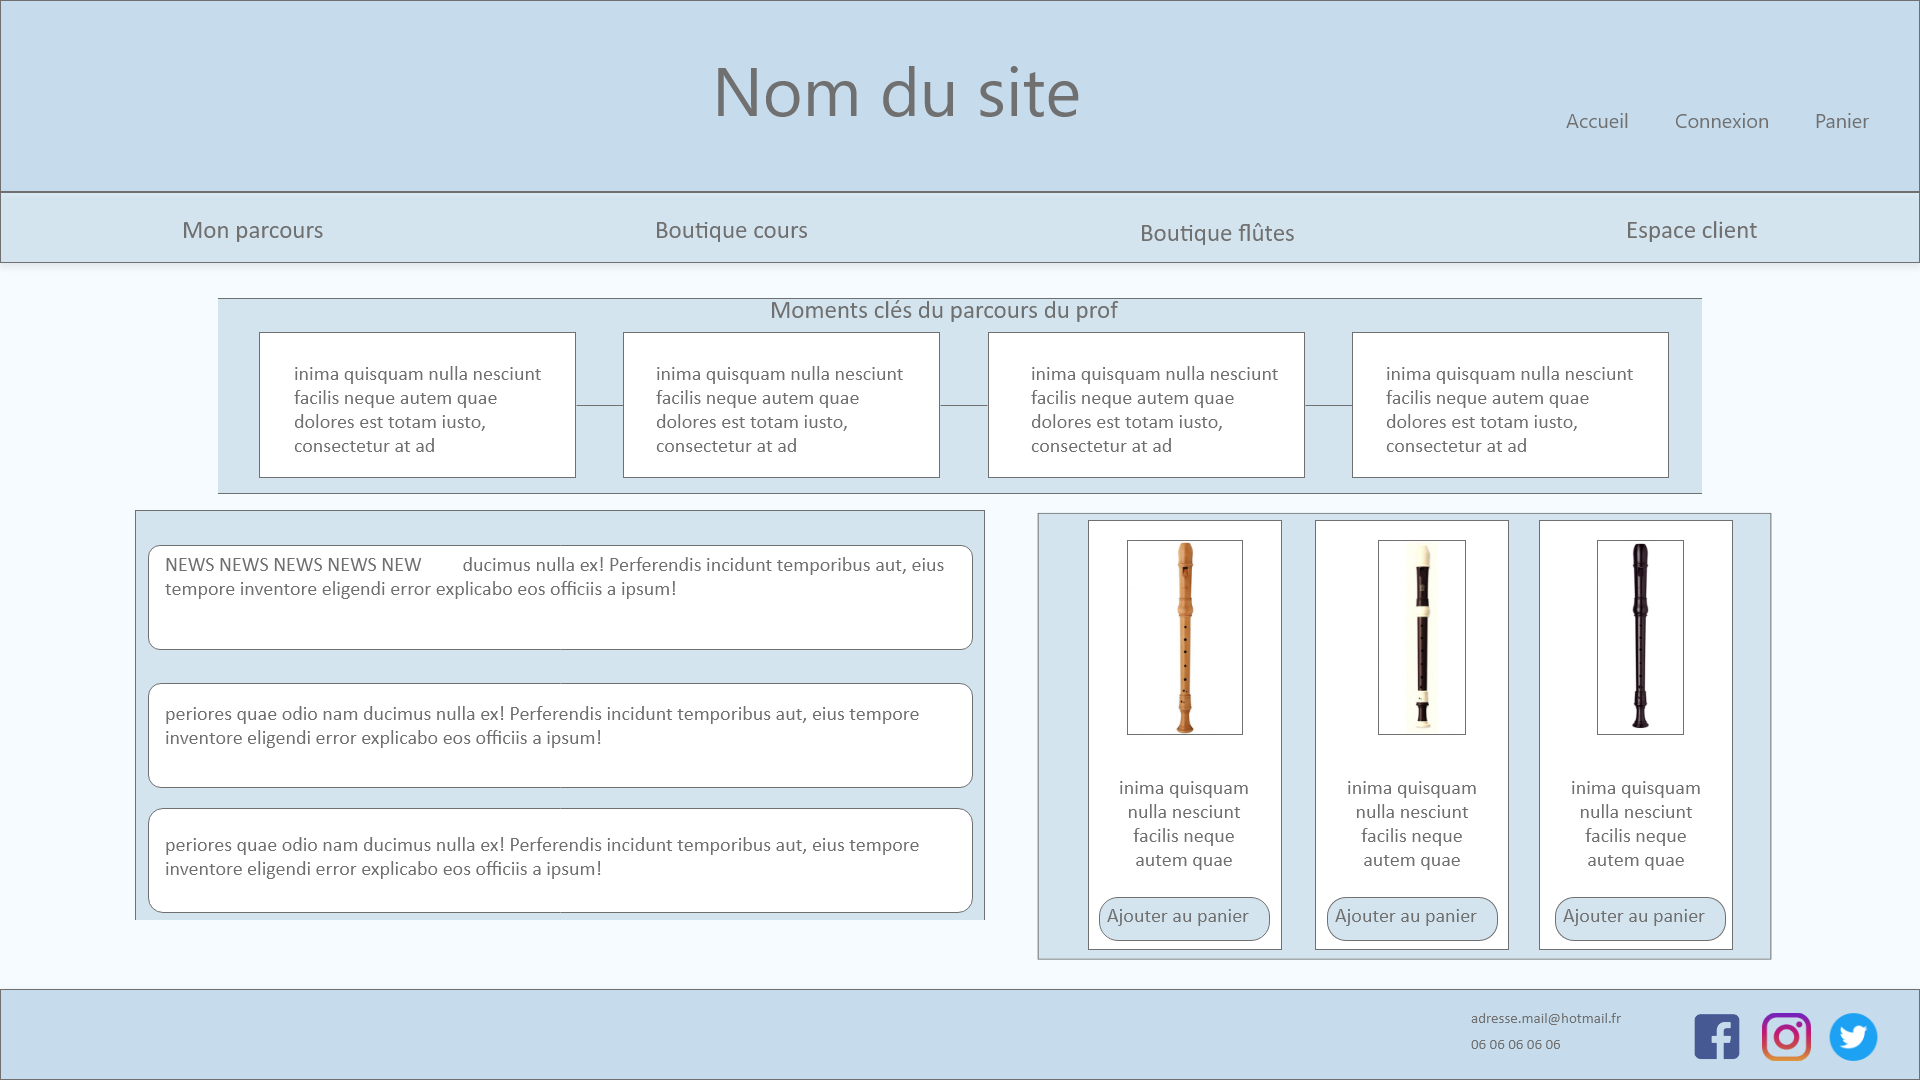 Nom du site
Accueil
Connexion
Panier
Mon parcours
Boutique cours
Boutique flûtes
Espace client
Moments clés du parcours du prof
inima quisquam nulla nesciunt
facilis neque autem quae
dolores est totam iusto,
consectetur at ad
inima quisquam nulla nesciunt
facilis neque autem quae
dolores est totam iusto,
consectetur at ad
inima quisquam nulla nesciunt
facilis neque autem quae
dolores est totam iusto,
consectetur at ad
inima quisquam nulla nesciunt
facilis neque autem quae
dolores est totam iusto,
consectetur at ad
NEWS NEWS NEWS NEWS NEW ducimus nulla ex! Perferendis incidunt temporibus aut, eius
tempore inventore eligendi error explicabo eos officiis a ipsum!
periores quae odio nam ducimus nulla ex! Perferendis incidunt temporibus aut, eius tempore
inventore eligendi error explicabo eos officiis a ipsum!
periores quae odio nam ducimus nulla ex! Perferendis incidunt temporibus aut, eius tempore
inventore eligendi error explicabo eos officiis a ipsum!
inima quisquam
nulla nesciunt
facilis neque
autem quae
Ajouter au panier
inima quisquam
nulla nesciunt
facilis neque
autem quae
Ajouter au panier
inima quisquam
nulla nesciunt
facilis neque
autem quae
Ajouter au panier
adresse.mail@hotmail.fr
06 06 06 06 06